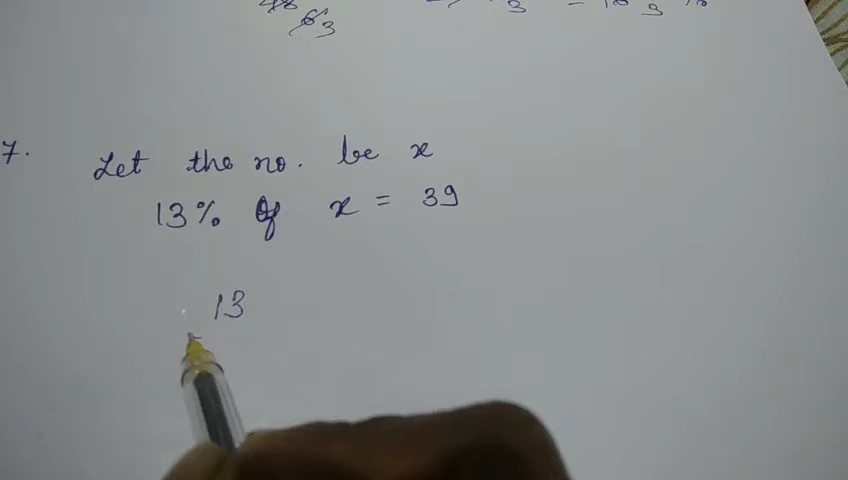 7. Let the no. be x
13% of x = 39
13